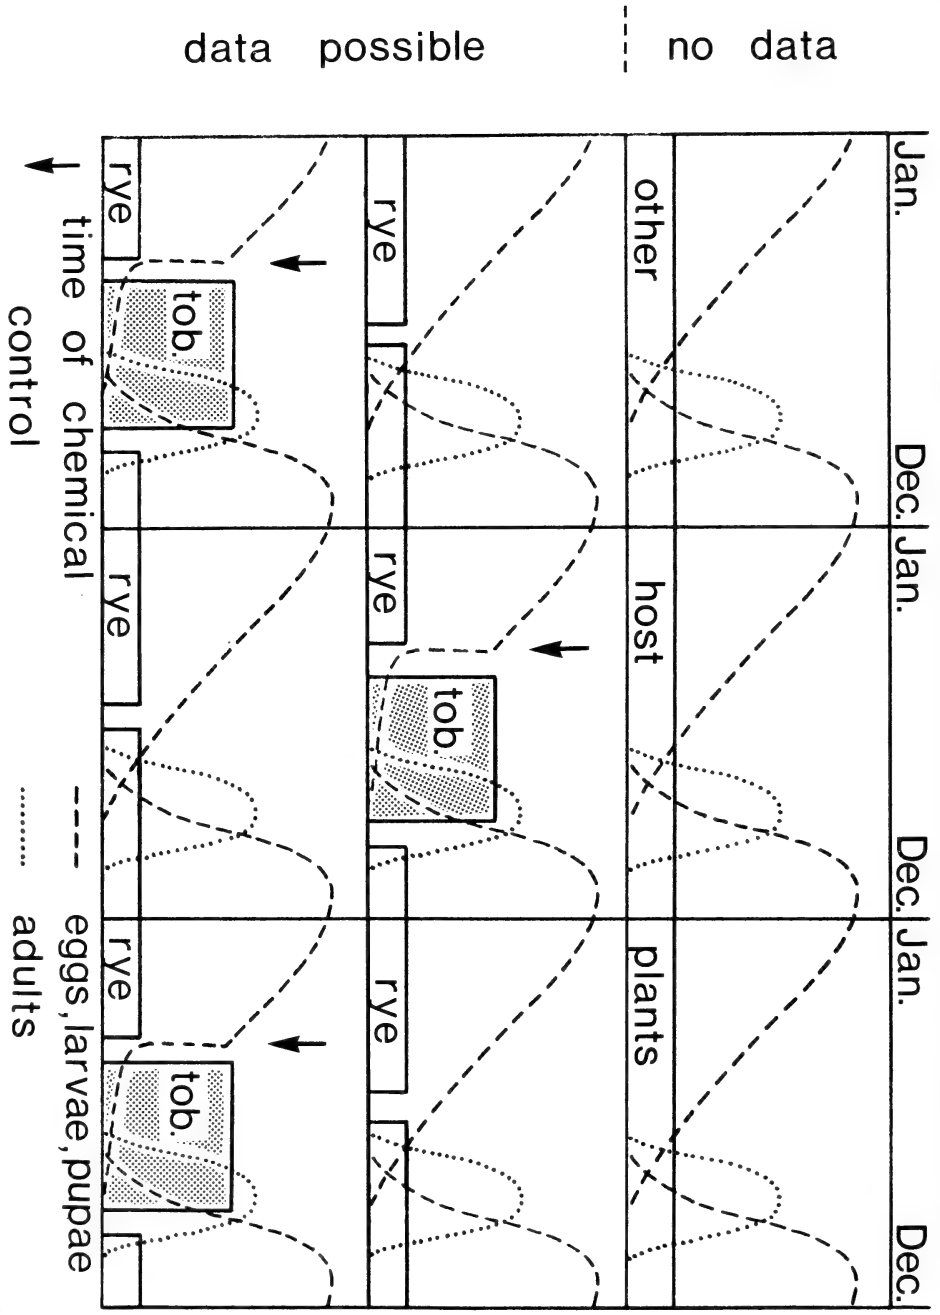 Jan.
Dec.
Jan.
Dec.
Jan.
Dec.
no data
other
host
plants
data possible
rye
rye
tob.
rye
rye
tob.
rye
rye
tob.
time of chemical
control
eggs, larvae, pupae
adults